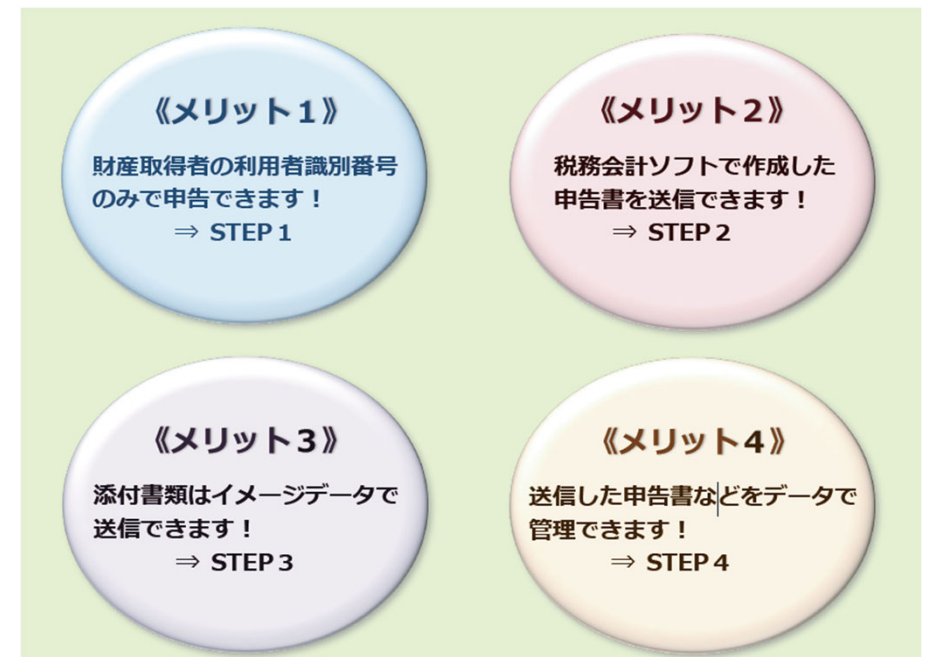 《メリット１》
財産取得者の利用者識別番号
のみで申告できます！
⇒ STEP１
《メリット２》
税務会計ソフトで作成した
申告書を送信できます！
⇒ STEP２
《メリット３》
添付書類はイメージデータで
送信できます！
⇒ STEP３
《メリット４》
送信した申告書などをデータで
管理できます！
⇒ STEP４